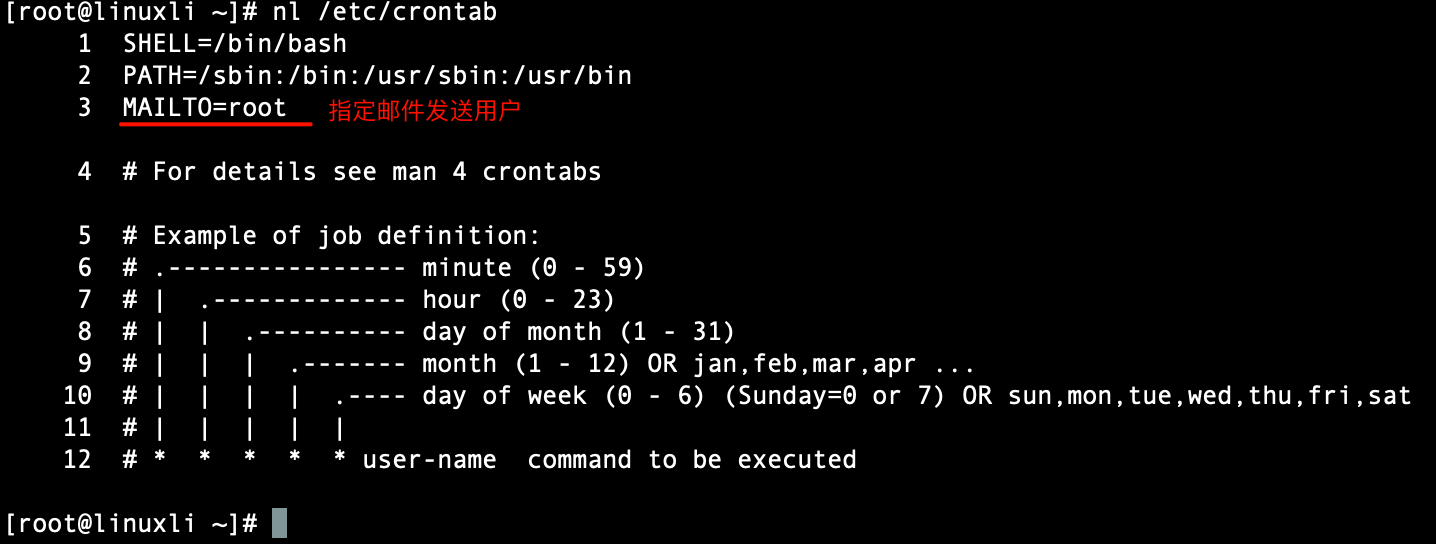 [root@linuxli ~]# nl /etc/crontab
     1  SHELL=/bin/bash
     2  PATH=/sbin:/bin:/usr/sbin:/usr/bin
     3  MAILTO=root 指定邮件发送用户
     4  # For details see man 4 crontabs
     5  # Example of job definition:
     6  # .---------------- minute (0 - 59)
     7  # |  .------------- hour (0 - 23)
     8  # |  |  .---------- day of month (1 - 31)
     9  # |  |  |  .------- month (1 - 12) OR jan,feb,mar,apr ...
    10  # |  |  |  |  .---- day of week (0 - 6) (Sunday=0 or 7) OR sun,mon,tue,wed,thu,fri,sat
    11  # |  |  |  |  |
    12  # *  *  *  *  * user-name  command to be executed
[root@linuxli ~]#